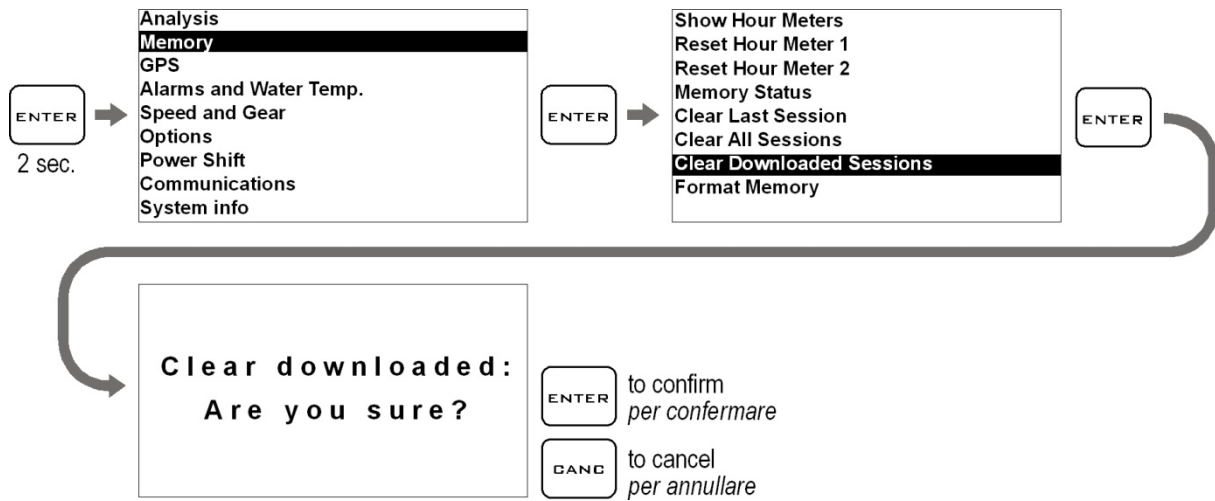 ENTER
2 sec.
Analysis
Memory
GPS
Alarms and Water Temp.
Speed and Gear
Options
Power Shift
Communications
System info
ENTER
Show Hour Meters
Reset Hour Meter 1
Reset Hour Meter 2
Memory Status
Clear Last Session
Clear All Sessions
Clear Downloaded Sessions
Format Memory
ENTER
Clear downloaded:
Are you sure?
ENTER
to confirm
per confermare
CANC
to cancel
per annullare